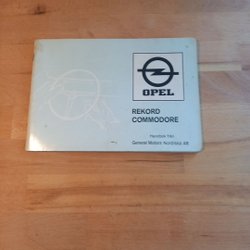 OPEL
REKORD
COMMODORE
Handbok från
General Motors Nordiska AB